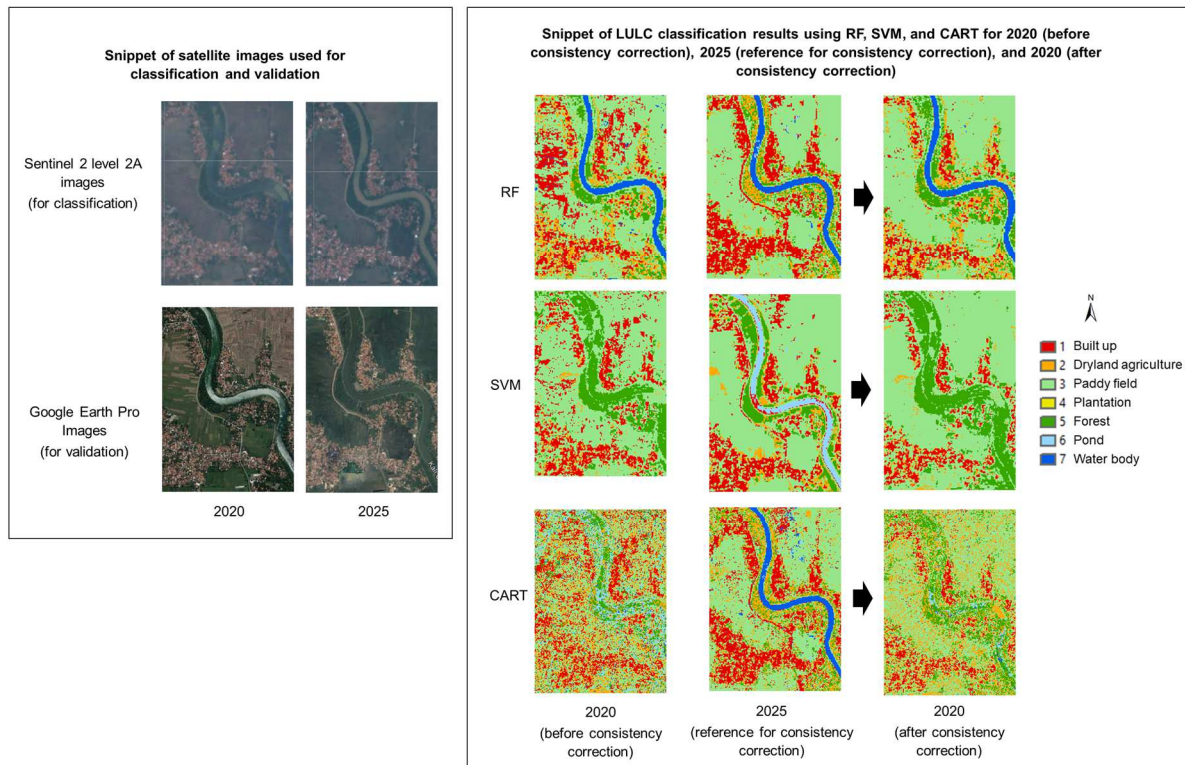 Snippet of satellite images used for
classification and validation
Sentinel 2 level 2A
images
(for classification)
Google Earth Pro
Images
(for validation)
2020
2025
Snippet of LULC classification results using RF, SVM, and CART for 2020 (before
consistency correction), 2025 (reference for consistency correction), and 2020 (after
consistency correction)
RF
SVM
CART
2020
(before consistency
correction)
2025
(reference for consistency
correction)
2020
(after consistency
correction)
N
1 Built up
2 Dryland agriculture
3 Paddy field
4 Plantation
5 Forest
6 Pond
7 Water body